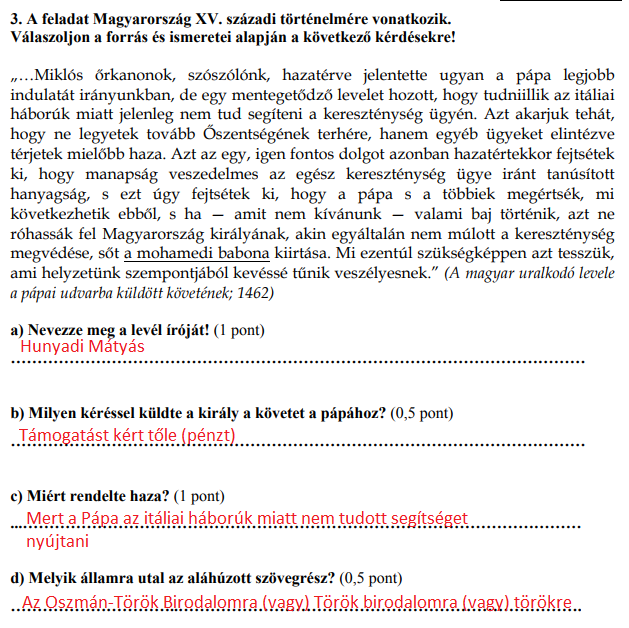 3. A feladat Magyarország XV. századi történelmére vonatkozik.
Válaszoljon a forrás és ismeretei alapján a következő kérdésekre!
„…Miklós őrkanonok, szószólónk, hazatérve jelentette ugyan a pápa legjobb
indulatát irányunkban, de egy mentegetődző levelet hozott, hogy tudniillik az itáliai
háborúk miatt jelenleg nem tud segíteni a kereszténység ügyén. Azt akarjuk tehát,
hogy ne legyetek tovább Őszentségének terhére, hanem egyéb ügyeket elintézve
térjetek mielőbb haza. Azt az egy, igen fontos dolgot azonban hazatértekkor fejtsétek
ki, hogy manapság veszedelmes az egész kereszténység ügye iránt tanúsított
hanyagság, s ezt úgy fejtsétek ki, hogy a pápa s a többiek megértsék, mi
következhetik ebből, s ha — amit nem kívánunk — valami baj történik, azt ne
róhassák fel Magyarország királyának, akin egyáltalán nem múlott a kereszténység
megvédése, sőt a mohamedi babona kiirtása. Mi ezentúl szükségképpen azt tesszük,
ami helyzetünk szempontjából kevéssé tűnik veszélyesnek.” (A magyar uralkodó levele
a pápai udvarba küldött követének; 1462)
a) Nevezze meg a levél íróját! (1 pont)
Hunyadi Mátyás
b) Milyen kéréssel küldte a király a követet a pápához? (0,5 pont)
Támogatást kért tőle (pénzt)
c) Miért rendelte haza? (1 pont)
Mert a Pápa az itáliai háborúk miatt nem tudott segítséget
nyújtani
d) Melyik államra utal az aláhúzott szövegrész? (0,5 pont)
Az Oszmán-Török Birodalomra (vagy) Török birodalomra (vagy) törökre